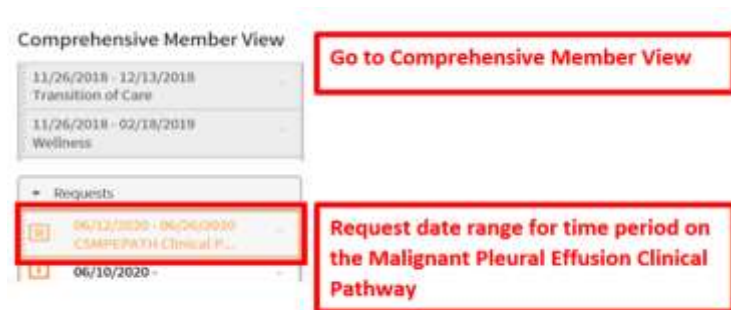 Comprehensive Member View
Go to Comprehensive Member View
11/26/2018 - 12/13/2018
Transition of Care
11/26/2018 - 02/18/2019
Wellness
Requests
06/12/2020 - 06/26/2020
CSMPEPATH Clinical P...
06/10/2020 -
Request date range for time period on
the Malignant Pleural Effusion Clinical
Pathway